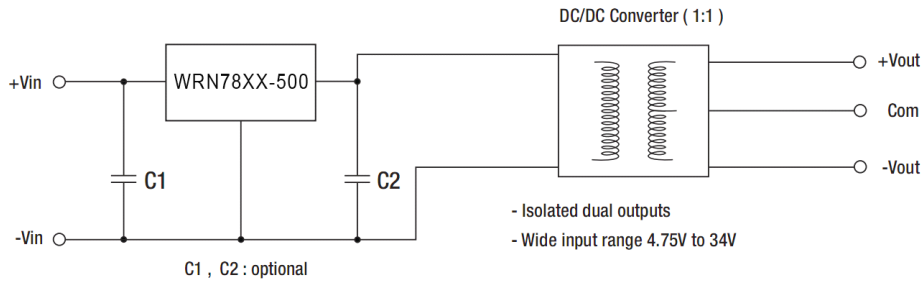 DC/DC Converter ( 1:1 )
+Vin
WRN78XX-500
+Vout
Com
C1
C2
-Vout
- Isolated dual outputs
-Vin
- Wide input range 4.75V to 34V
C1 , C2 : optional